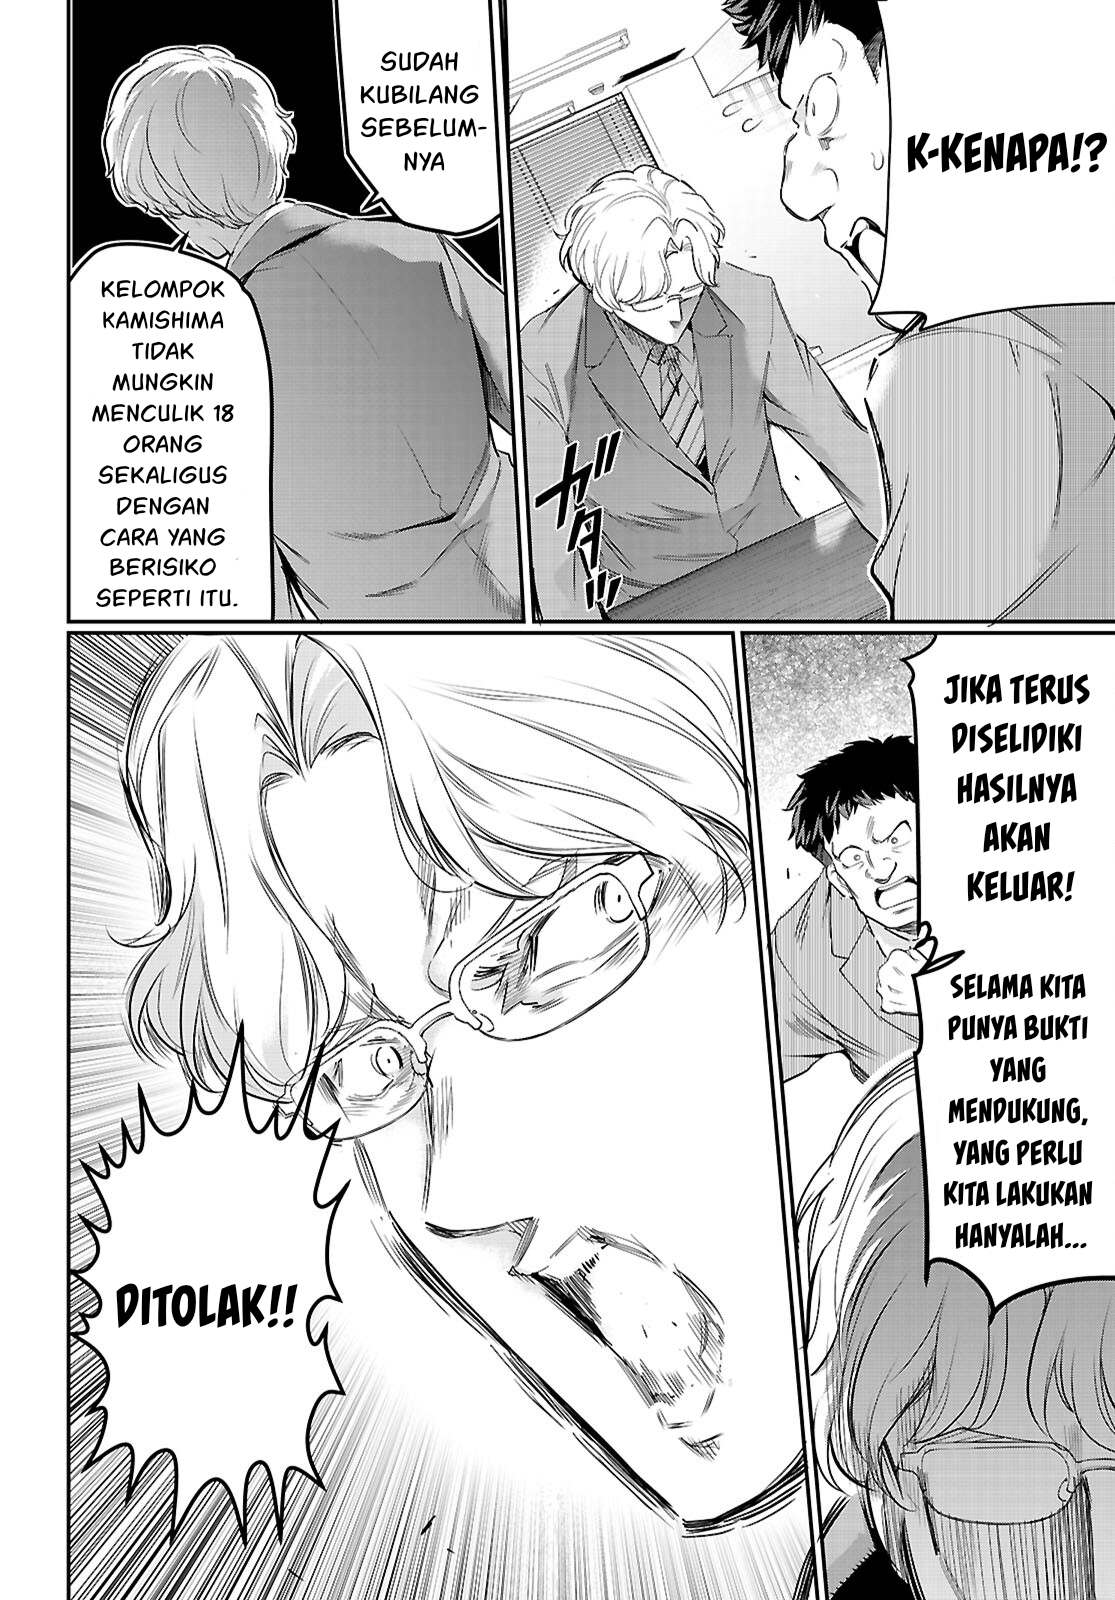 K-KENAPA!?
ガタッ
SUDAH
KUBILANG
SEBELUM-
NYA
KELOMPOK
KAMISHIMA
TIDAK
MUNGKIN
MENCULIK 18
ORANG
SEKALIGUS
DENGAN
CARA YANG
BERISIKO
SEPERTI ITU.
JIKA TERUS
DISELIDIKI
HASILNYA
AKAN
KELUAR!
SELAMA KITA
PUNYA BUKTI
YANG
MENDUKUNG,
YANG PERLU
KITA LAKUKAN
HANYALAH...
DITOLAK!!